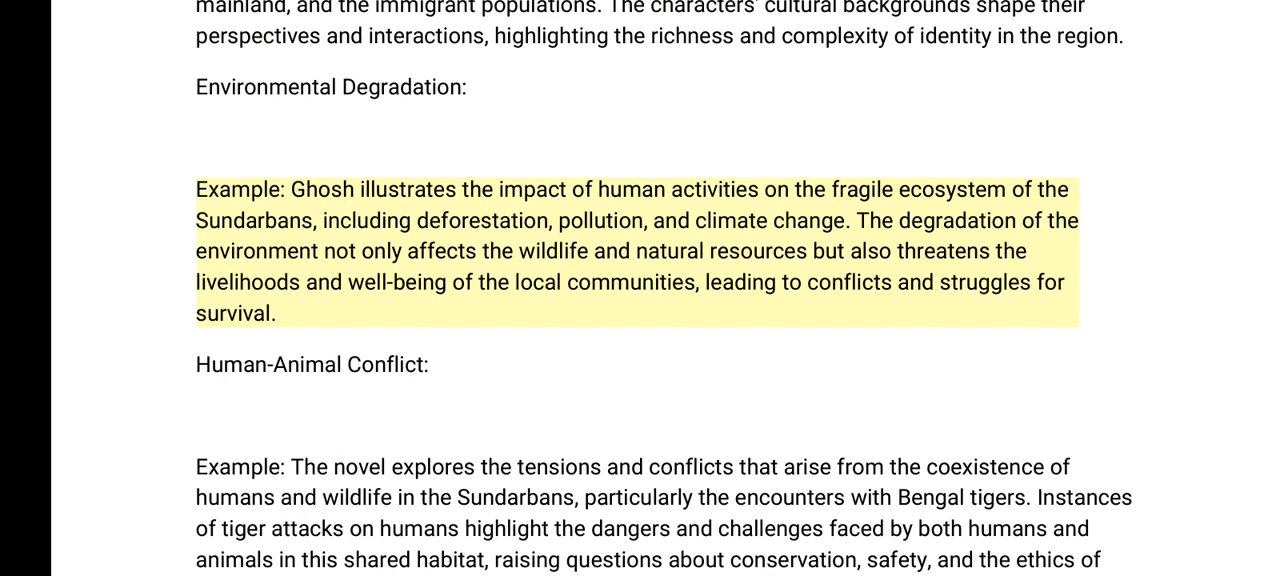 mainland, and the immigrant populations. The characters' cultural backgrounds shape their
perspectives and interactions, highlighting the richness and complexity of identity in the region.
Environmental Degradation:
Example: Ghosh illustrates the impact of human activities on the fragile ecosystem of the
Sundarbans, including deforestation, pollution, and climate change. The degradation of the
environment not only affects the wildlife and natural resources but also threatens the
livelihoods and well-being of the local communities, leading to conflicts and struggles for
survival.
Human-Animal Conflict:
Example: The novel explores the tensions and conflicts that arise from the coexistence of
humans and wildlife in the Sundarbans, particularly the encounters with Bengal tigers. Instances
of tiger attacks on humans highlight the dangers and challenges faced by both humans and
animals in this shared habitat, raising questions about conservation, safety, and the ethics of